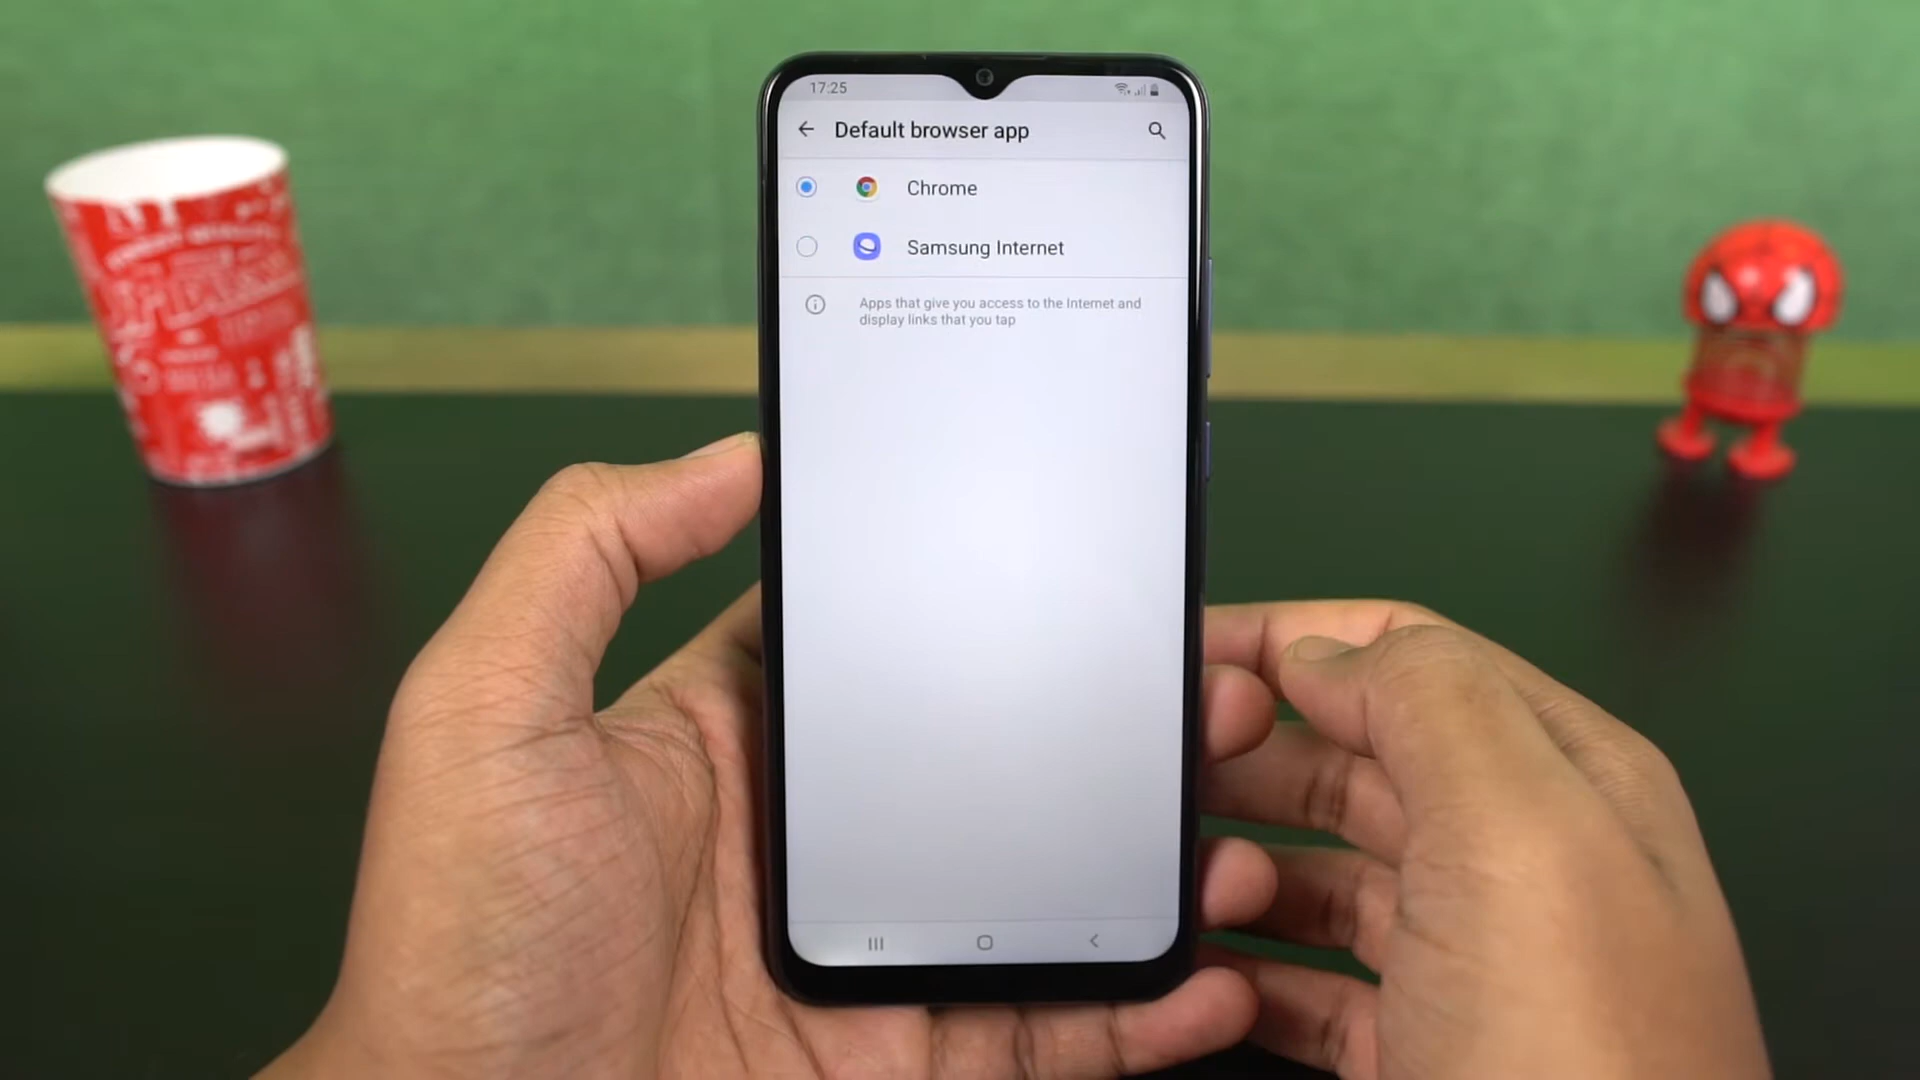 17:25
Default browser app
Chrome
Samsung Internet
Apps that give you access to the Internet and
display links that you tap